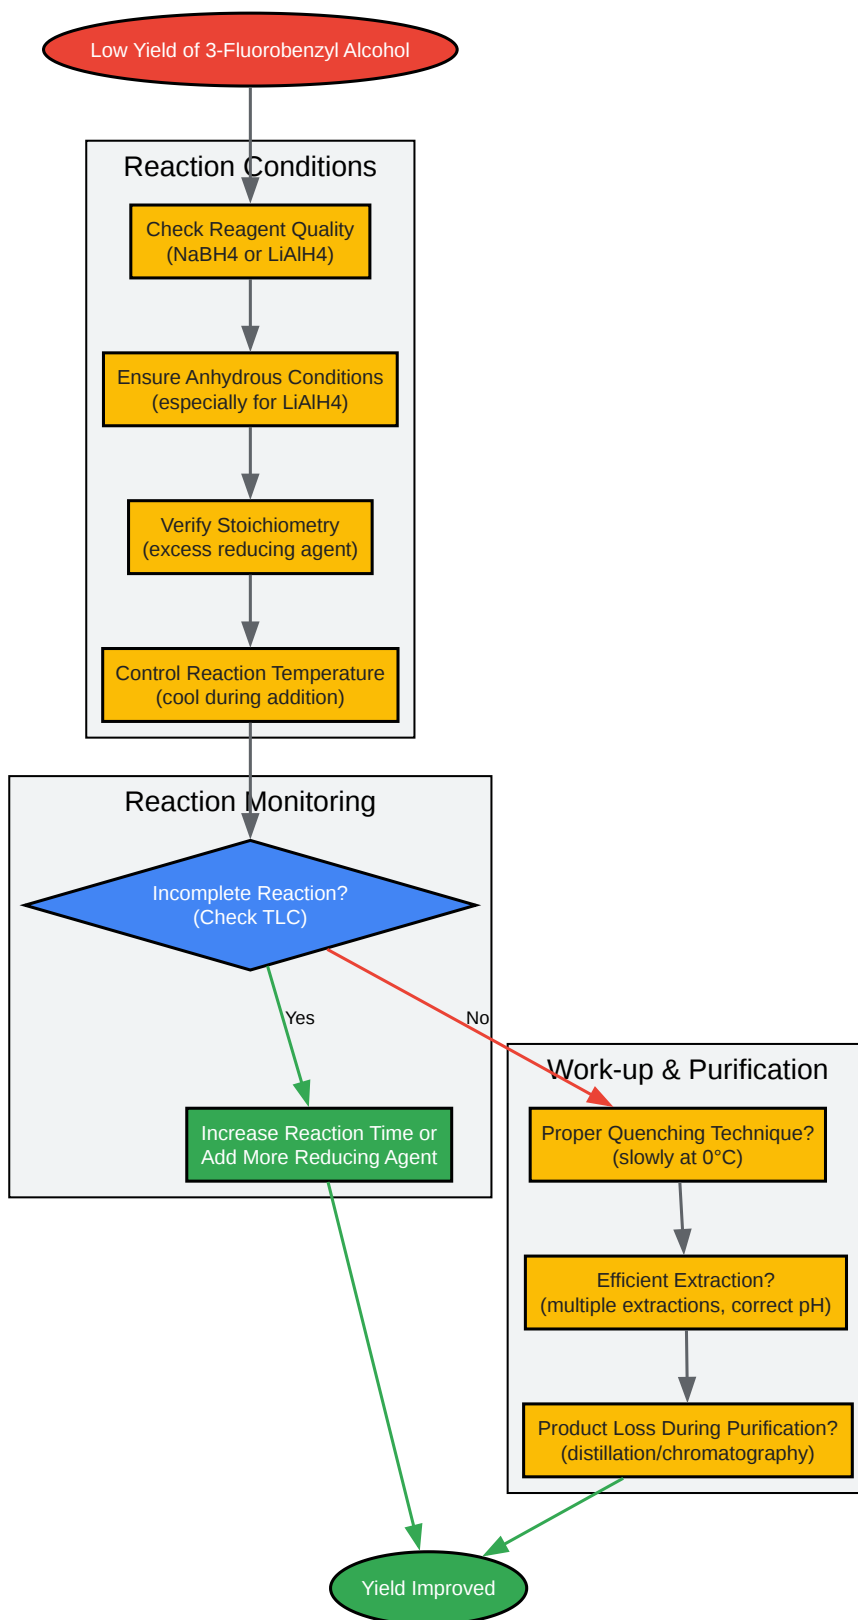 Low Yield of 3-Fluorobenzyl Alcohol
Reaction Conditions
Check Reagent Quality
(NaBH4 or LiAlH4)
Ensure Anhydrous Conditions
(especially for LiAlH4)
Verify Stoichiometry
(excess reducing agent)
Control Reaction Temperature
(cool during addition)
Reaction Monitoring
Incomplete Reaction?
(Check TLC)
Yes
No
Increase Reaction Time or
Add More Reducing Agent
Work-up & Purification
Proper Quenching Technique?
(slowly at 0°C)
Efficient Extraction?
(multiple extractions, correct pH)
Product Loss During Purification?
(distillation/chromatography)
Yield Improved